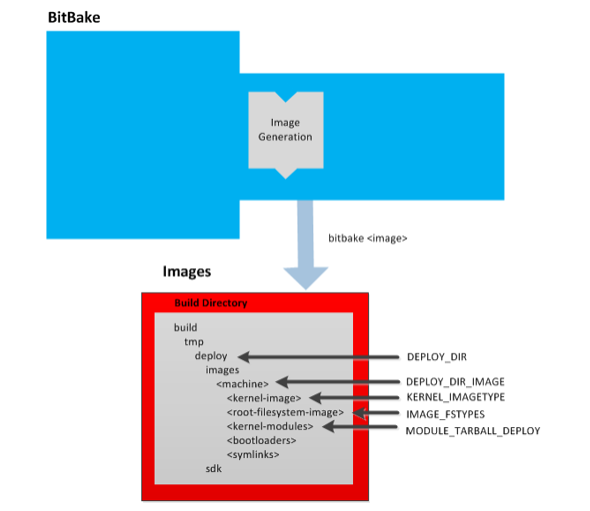 BitBake
Image
Generation
bitbake <image>
Images
Build Directory
build
tmp
deploy
DEPLOY_DIR
images
<machine>
DEPLOY_DIR_IMAGE
<kernel-image>
KERNEL_IMAGETYPE
<root-filesystem-image>
IMAGE_FSTYPES
<kernel-modules>
MODULE_TARBALL_DEPLOY
<bootloaders>
<symlinks>
sdk